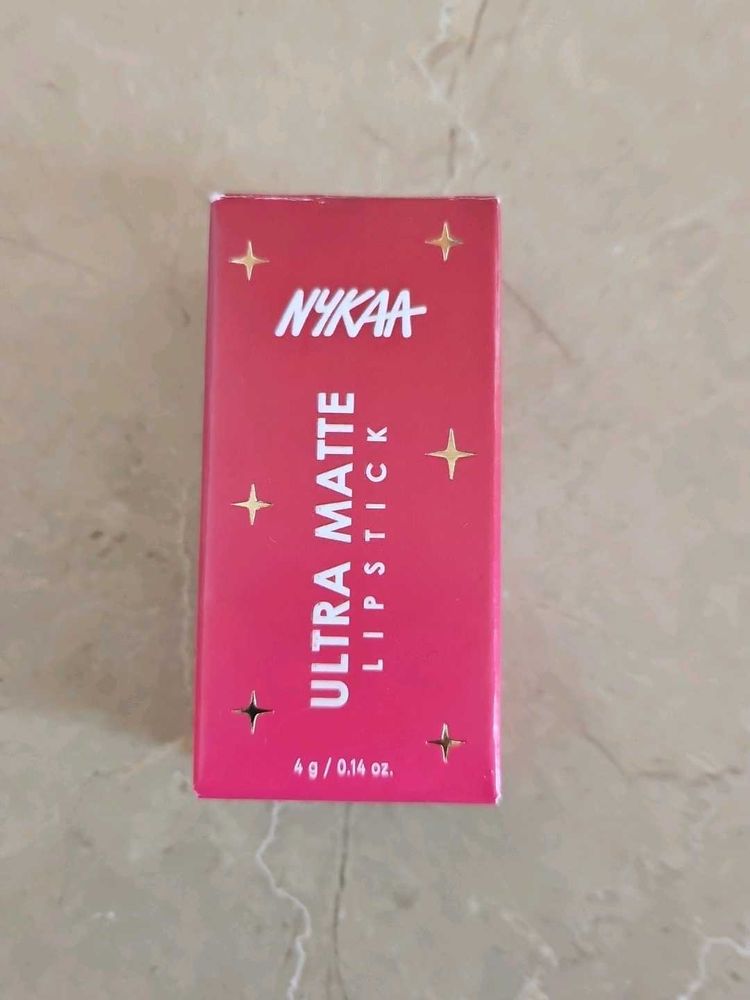 NYKAA
ULTRA MATTE
LIPSTICK
4 g / 0.14 oz.